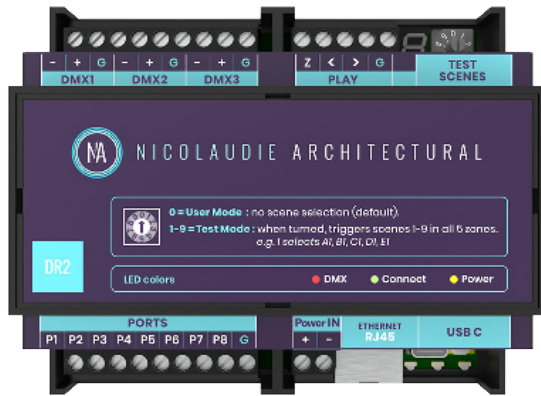 - + G - + G - + G Z < > G
DMX1 DMX2 DMX3 PLAY TEST SCENES
NA NICOLAUDIE ARCHITECTURAL
0 = User Mode : no scene selection (default).
1-9 = Test Mode : when turned, triggers scenes 1-9 in all 5 zones.
e.g. 1 selects A1, B1, C1, D1, E1
DR2
LED colors DMX Connect Power
PORTS Power IN ETHERNET RJ45 USB C
P1 P2 P3 P4 P5 P6 P7 P8 G + -